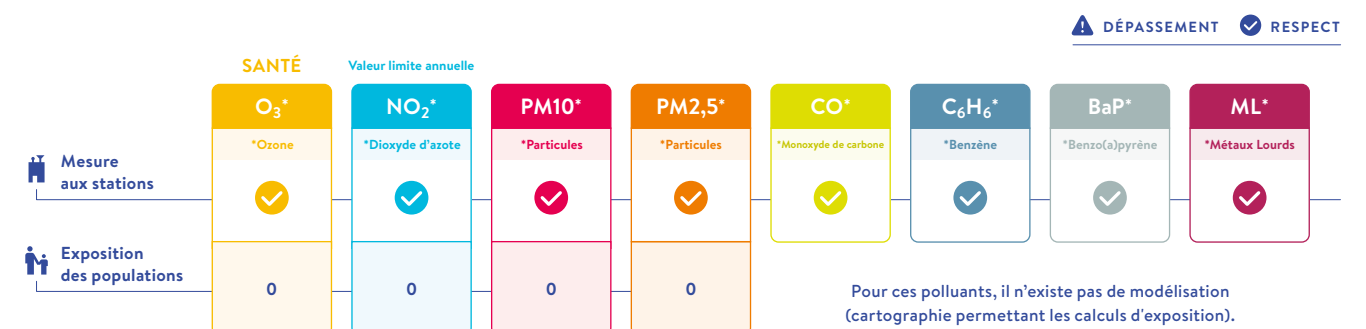 DÉPASSEMENT RESPECT
SANTÉ Valeur limite annuelle
O₃* NO₂* PM10* PM2,5* CO* C₆H₆* BaP* ML*
*Ozone *Dioxyde d'azote *Particules *Particules *Monoxyde de carbone *Benzène *Benzo(a)pyrêne *Métaux Lourds
Mesure
aux stations
Exposition
des populations
0 0 0 0
Pour ces polluants, il n'existe pas de modélisation
(cartographie permettant les calculs d'exposition).